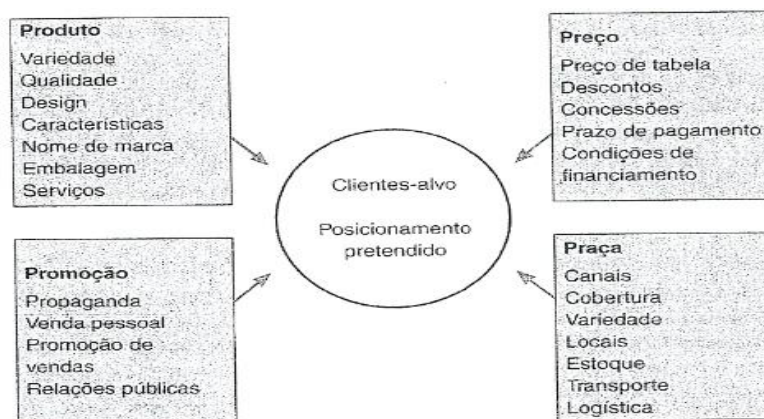 Produto
Variedade
Qualidade
Design
Características
Nome de marca
Embalagem
Serviços
Preço
Preço de tabela
Descontos
Concessões
Prazo de pagamento
Condições de
financiamento
Clientes-alvo
Posicionamento
pretendido
Promoção
Propaganda
Venda pessoal
Promoção de
vendas
Relações públicas
Praça
Canais
Cobertura
Variedade
Locais
Estoque
Transporte
Logística